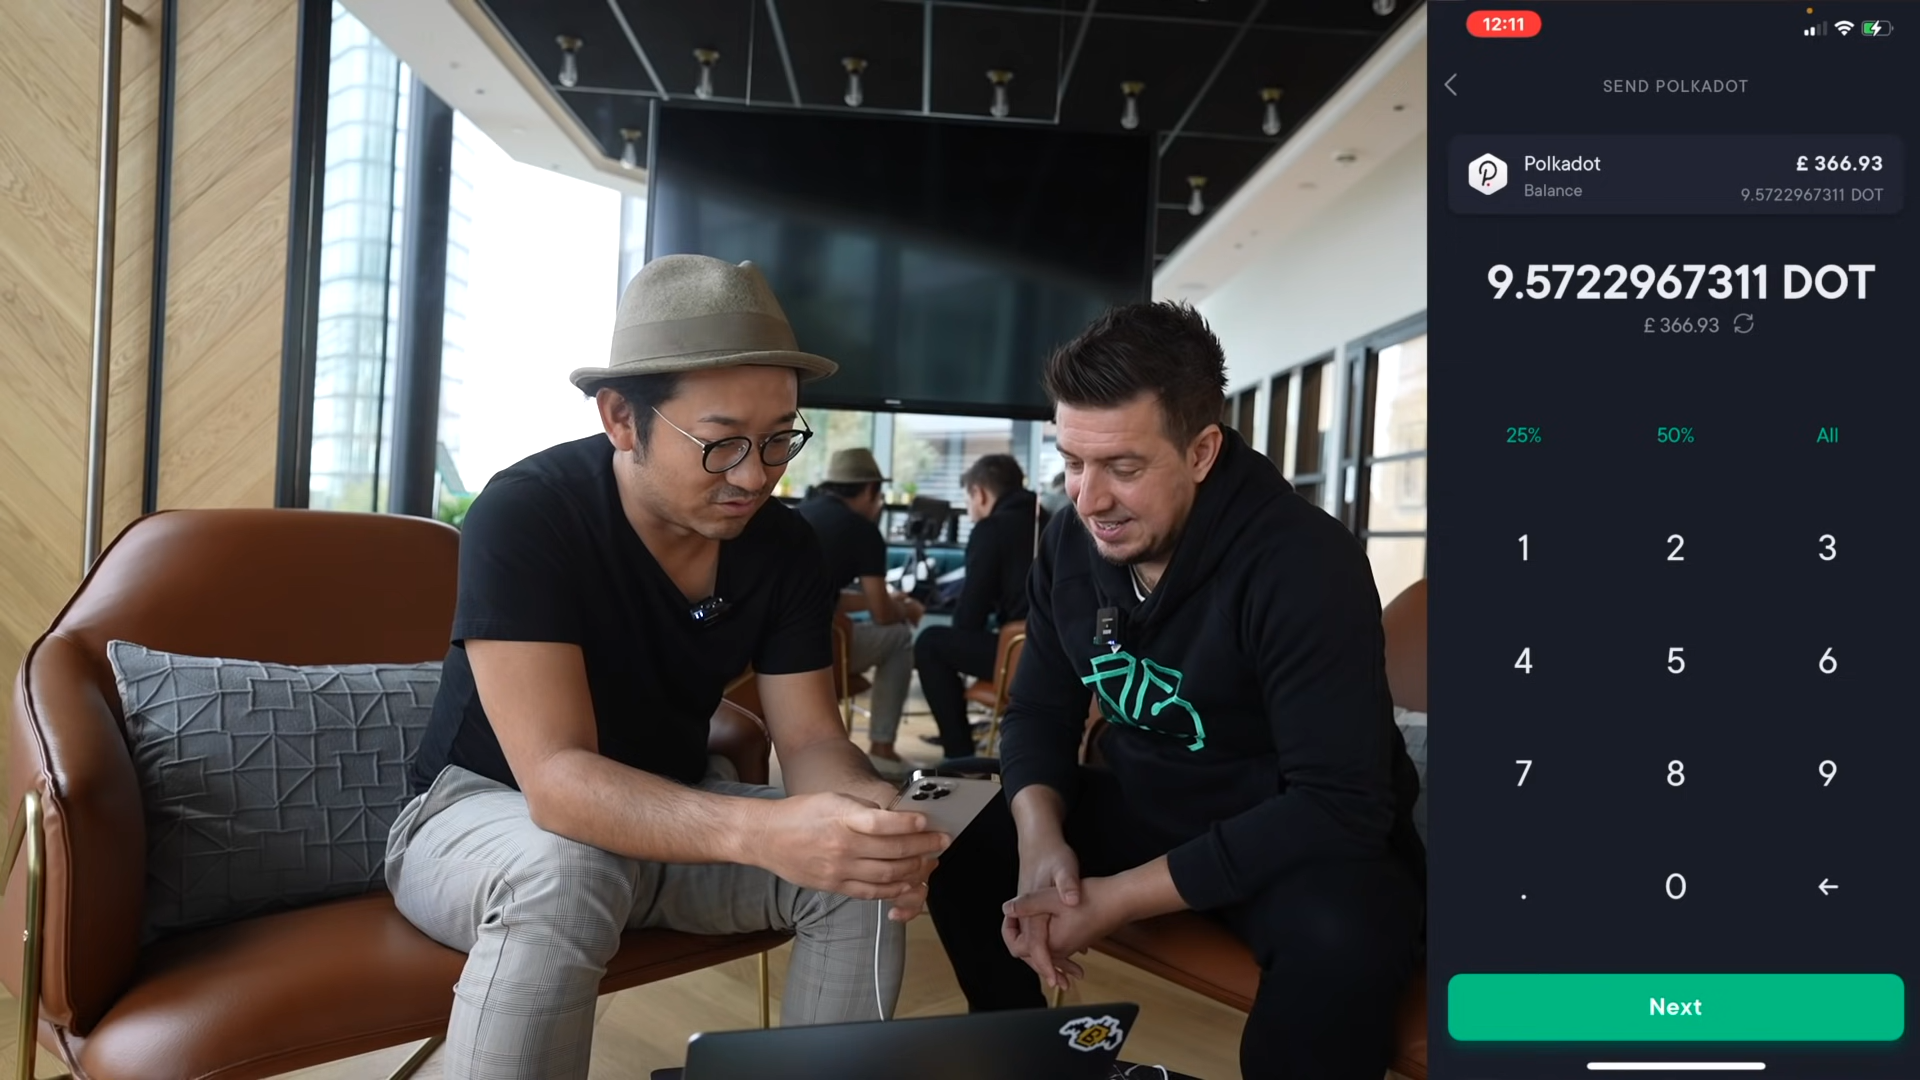 12:11
SEND POLKADOT
Polkadot
£ 366.93
Balance
9.5722967311 DOT
9.5722967311 DOT
£ 366.93
25%
50%
All
1
2
3
4
5
6
7
8
9
.
0
Next